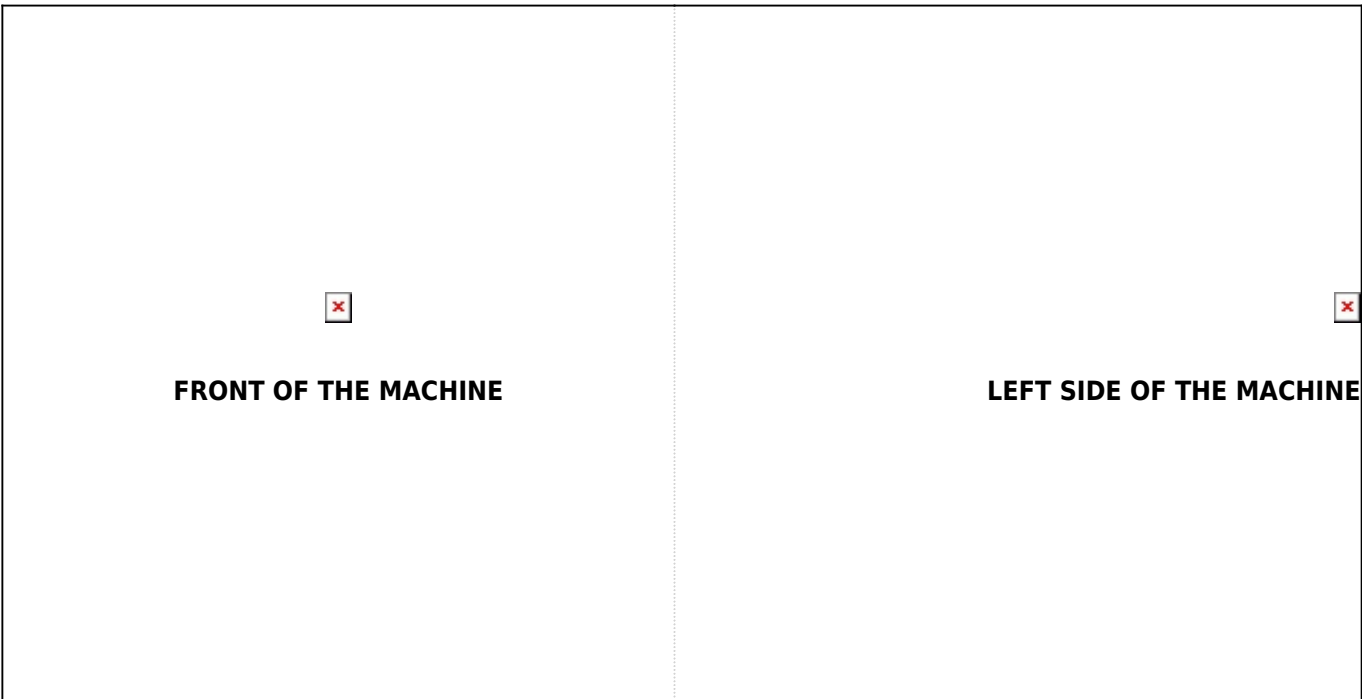 FRONT OF THE MACHINE
LEFT SIDE OF THE MACHINE